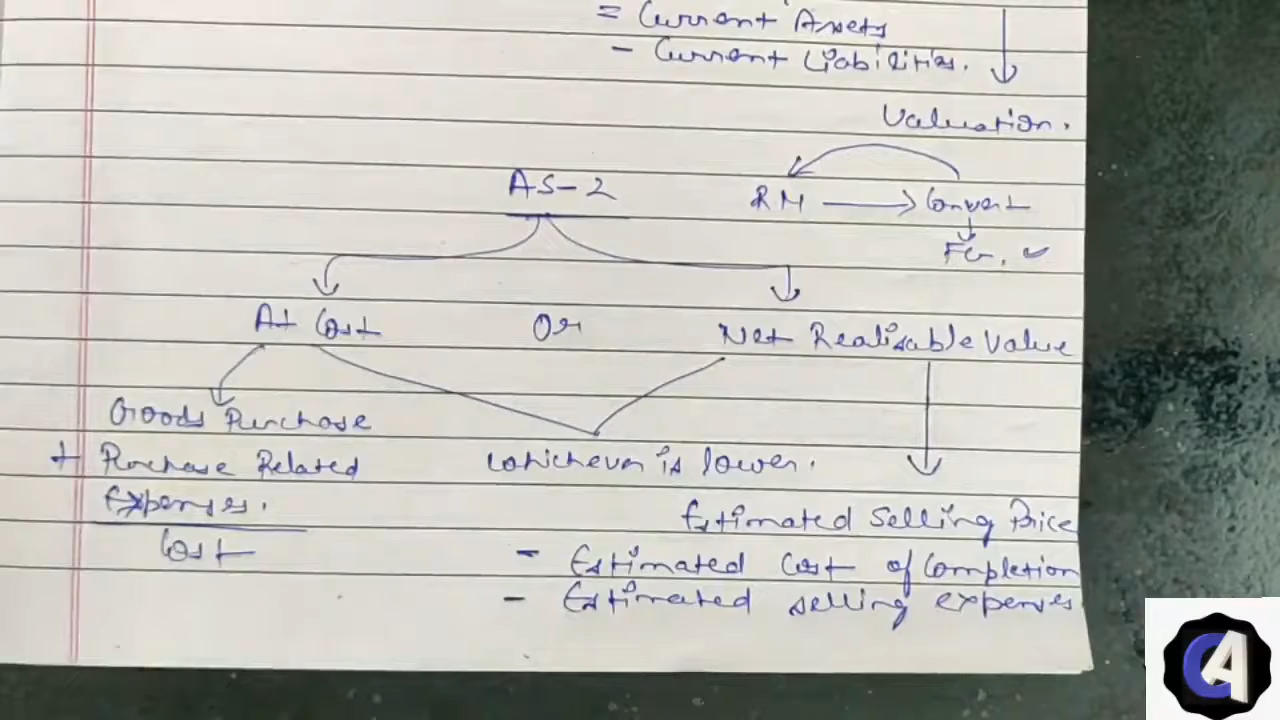 = Current Assets
- Current Liabilities.
Valuation.
AS-2
RM → Convert
FG. ✓
At Cost Or Net Realisable Value
Goods Purchase
+ Purchase Related whichever is lower.
Expenses.
Estimated Selling Price
Cost
- Estimated Cost of Completion
- Estimated selling expenses
CA